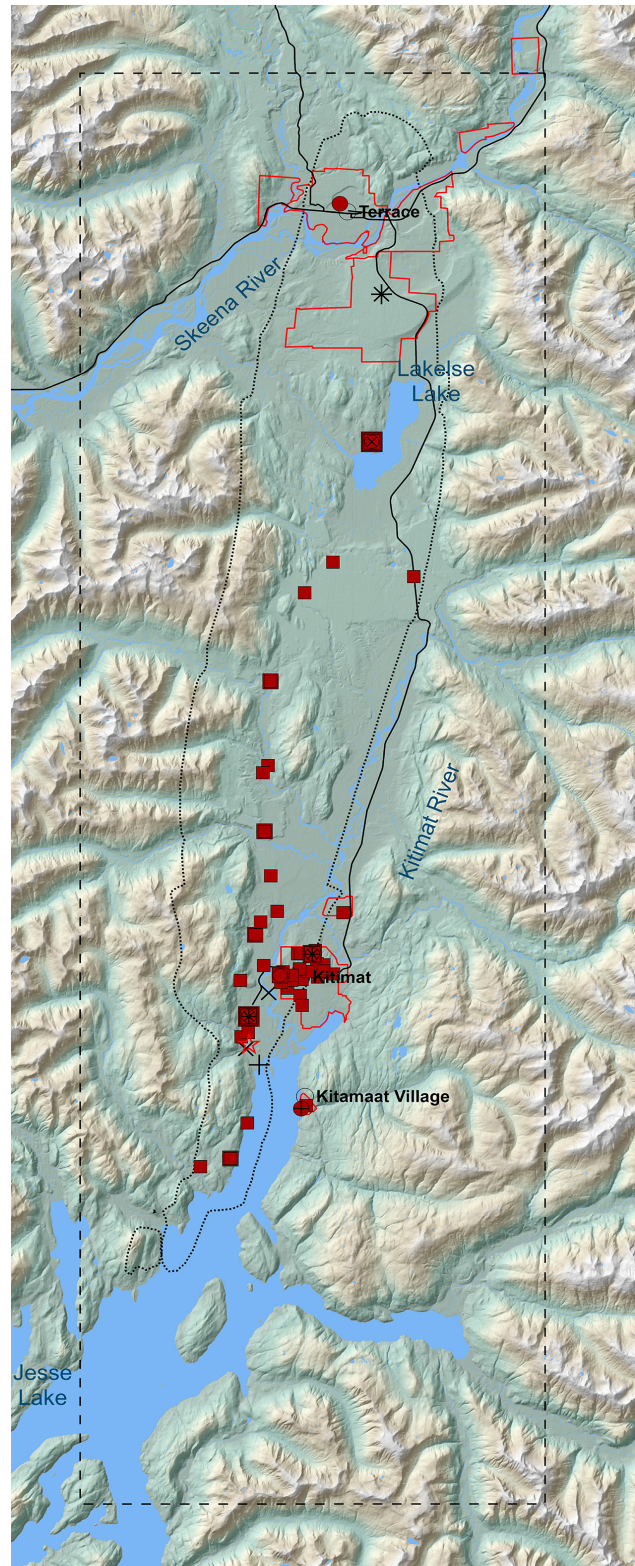 Terrace
Skeena River
Lakelse
Lake
Kitimat River
Kitimat
Kitamaat Village
Jesse
Lake